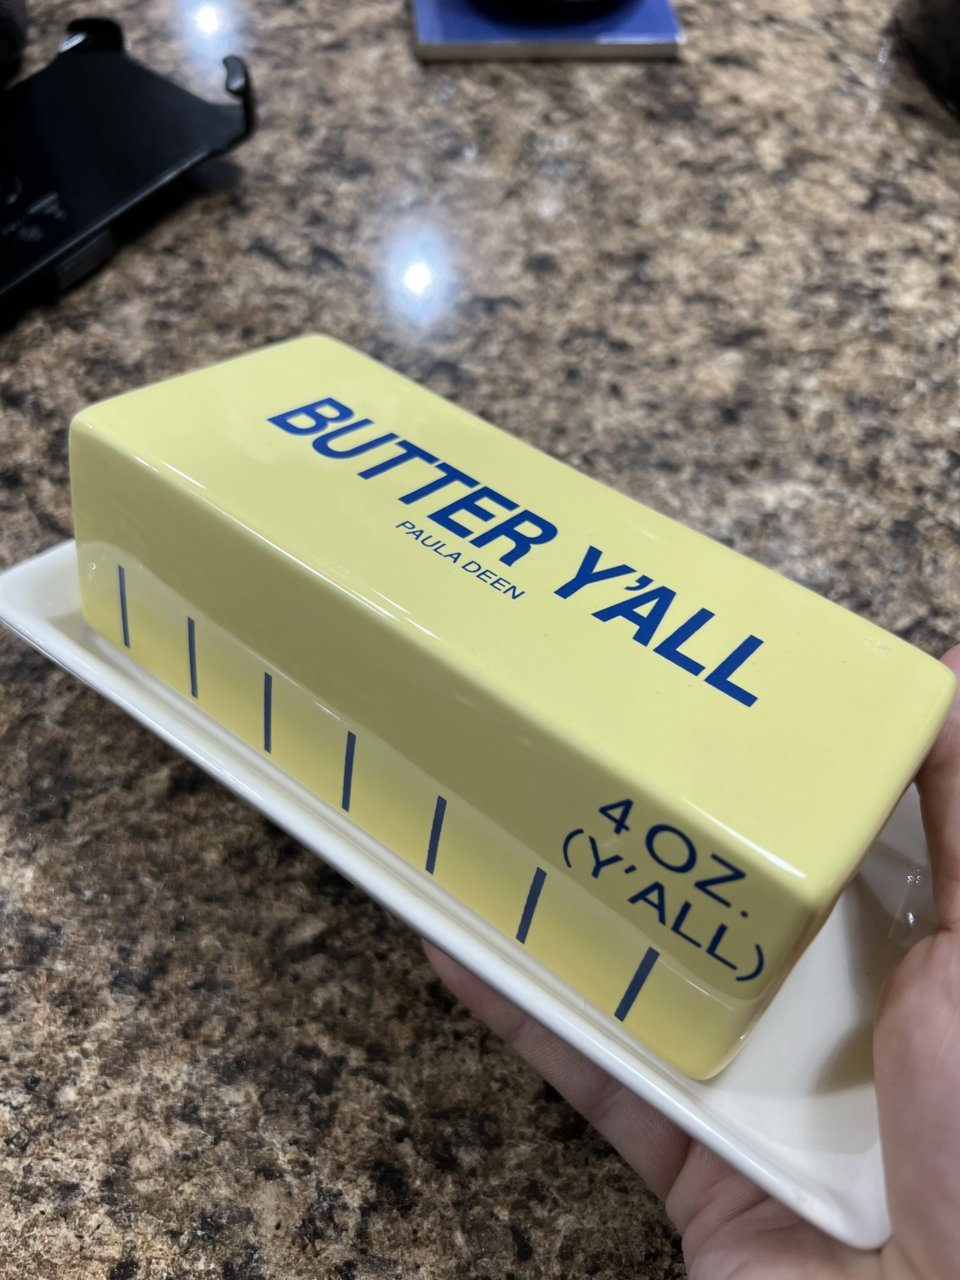 BUTTER Y'ALL
PAULA DEEN
4 OZ.
(Y'ALL)